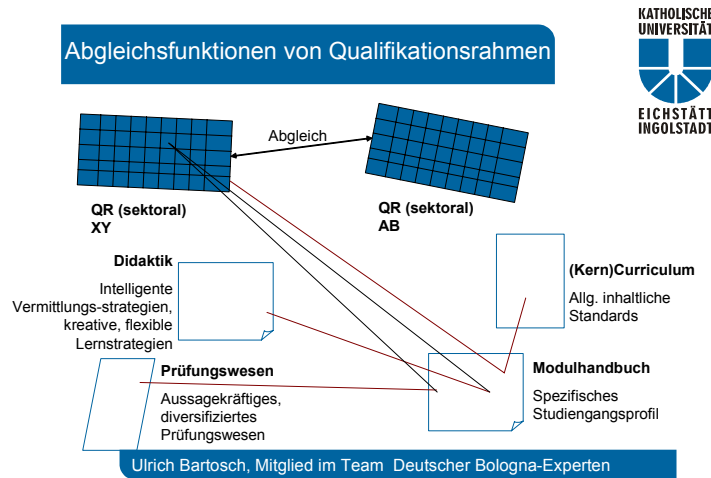 Abgleichsfunktionen von Qualifikationsrahmen
KATHOLISCHE
UNIVERSITÄT
EICHSTÄTT
INGOLSTADT
Abgleich
QR (sektoral)
XY
QR (sektoral)
AB
Didaktik
Intelligente
Vermittlungs-strategien,
kreative, flexible
Lernstrategien
(Kern)Curriculum
Allg. inhaltliche
Standards
Prüfungswesen
Aussagekräftiges,
diversifiziertes
Prüfungswesen
Modulhandbuch
Spezifisches
Studiengangsprofil
Ulrich Bartosch, Mitglied im Team Deutscher Bologna-Experten